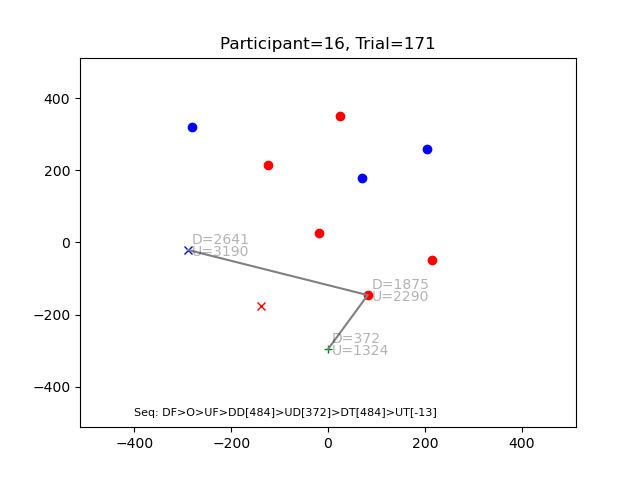 Participant=16, Trial=171
400
200
0
−200
−400
D=2641
U=3190
D=1875
U=2290
D=372
U=1324
Seq: DF>O>UF>DD[484]>UD[372]>DT[484]>UT[-13]
−400 −200 0 200 400